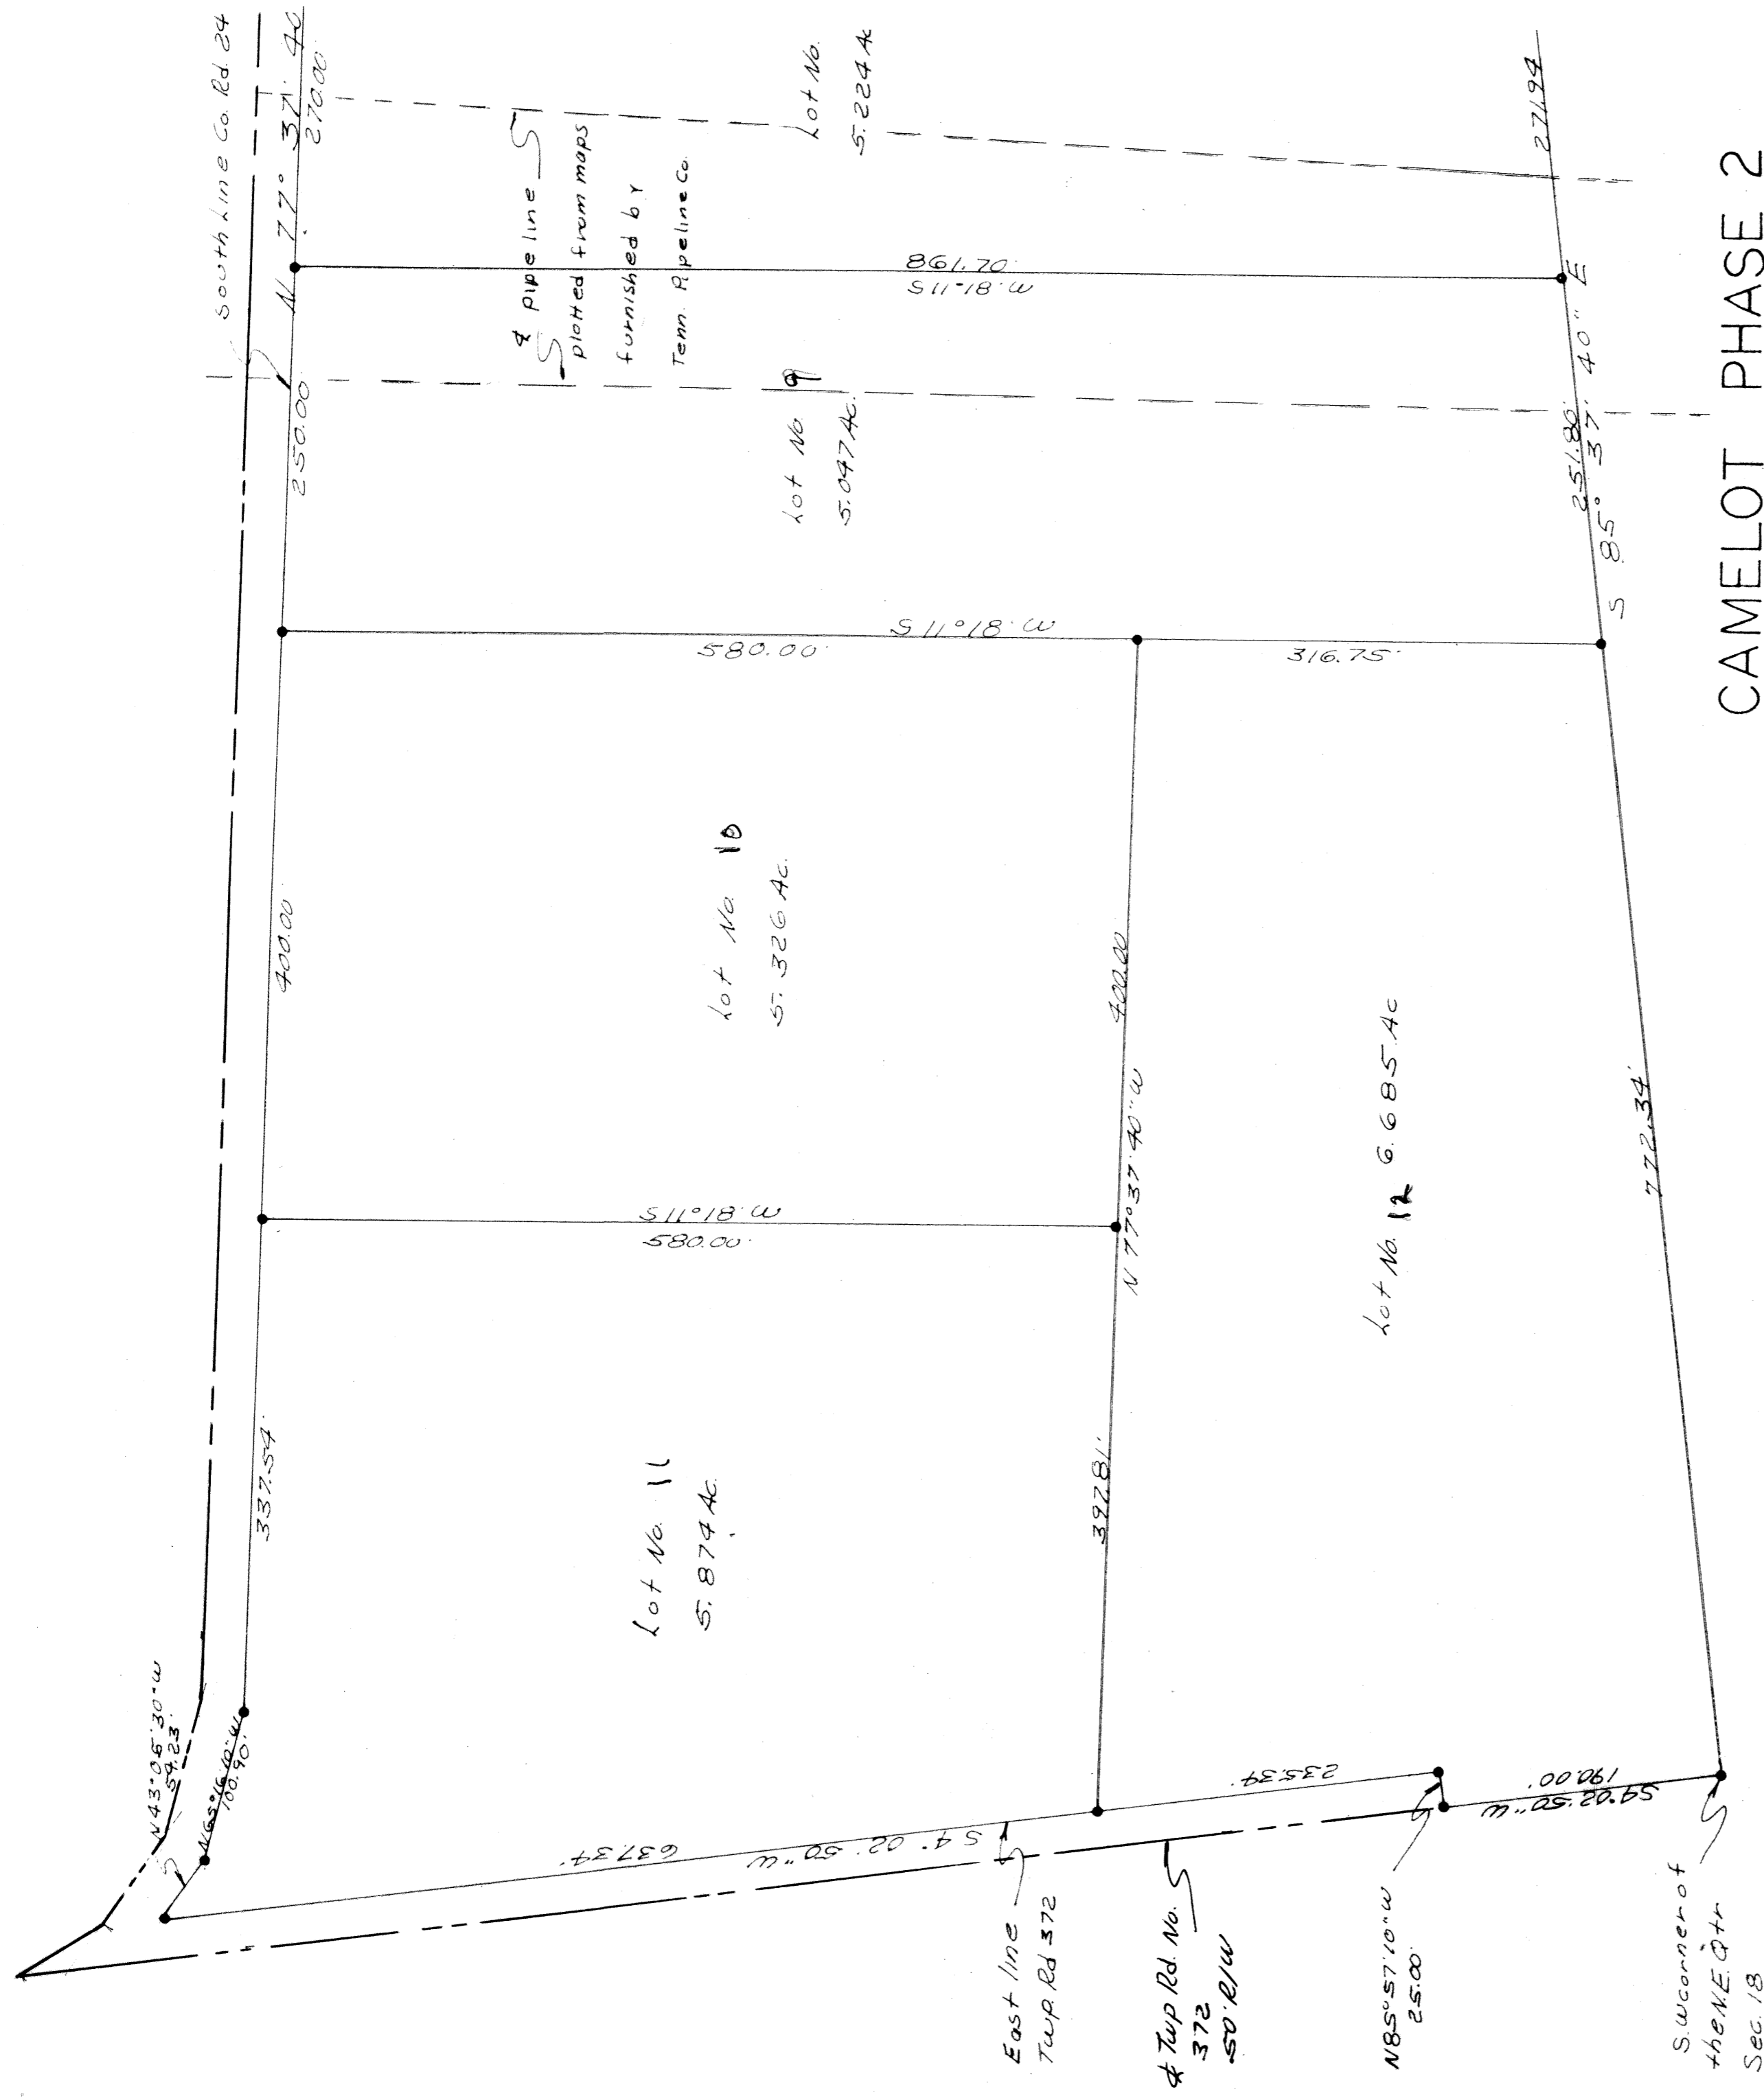 South Line Co. Rd. 24
N 77° 37' 40
270.00
250.00
400.00
337.54'
N 43° 05' 30" W
54.23'
N 65° 16' 10" W
100.90'
℄ pipe line
plotted from maps
furnished by
Tenn. Pipeline Co.
Lot No.
5.224 Ac
861.70'
S 11° 18' W
Lot No. 9
5.047 Ac.
S 11° 18' W
580.00'
316.75'
Lot No. 10
5.326 Ac.
S 11° 18' W
580.00'
Lot No. 11
5.874 Ac.
637.34'
S 4° 02' 50" W
400.00
N 77° 37' 40" W
397.81'
Lot No. 12 6.685 Ac
235.34'
190.00'
S 4° 02' 50" W
271.94
251.80'
S 85° 37' 40" E
772.34'
East line
Twp. Rd 372
℄ Twp Rd. No.
372
50' R/W
N 85° 57' 10" W
25.00'
S.W corner of
the N.E. Qtr
Sec. 18
CAMELOT PHASE 2